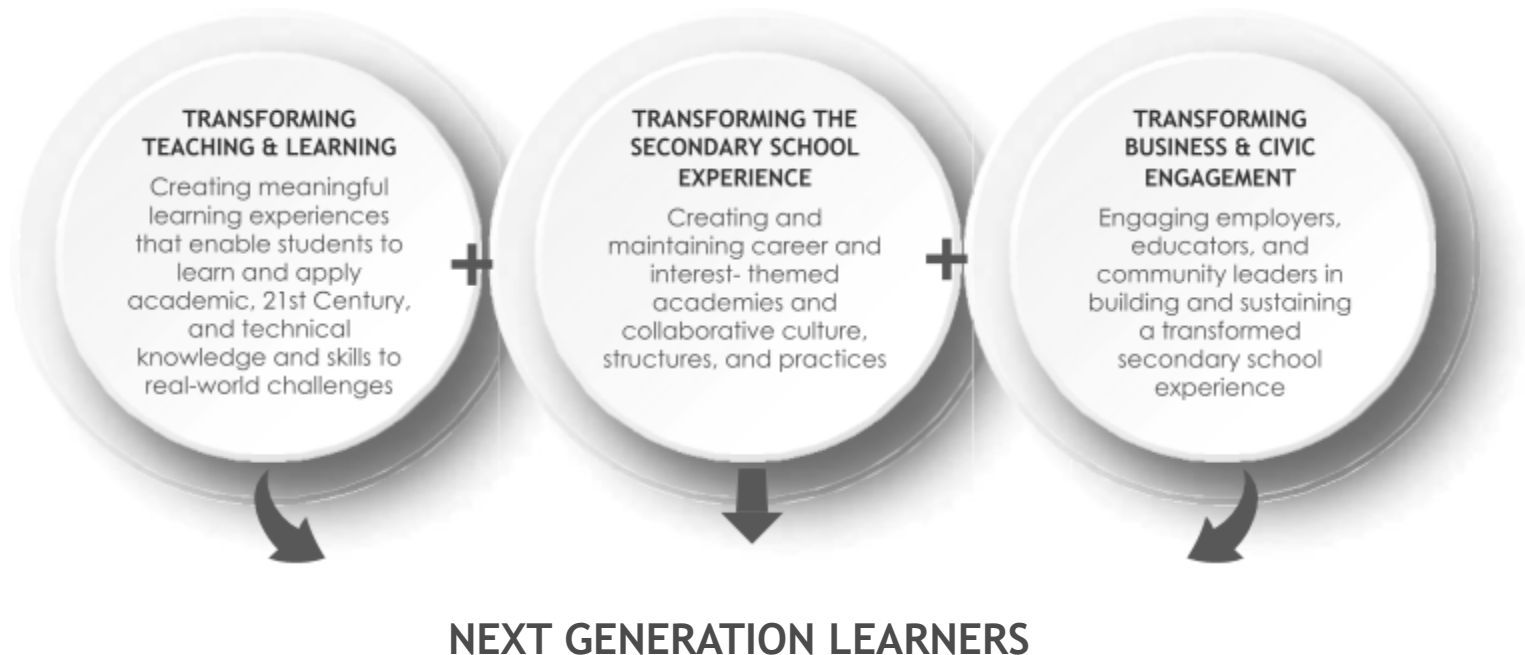 TRANSFORMING
TEACHING & LEARNING
Creating meaningful
learning experiences
that enable students to
learn and apply
academic, 21st Century,
and technical
knowledge and skills to
real-world challenges
+
TRANSFORMING THE
SECONDARY SCHOOL
EXPERIENCE
Creating and
maintaining career and
interest- themed
academies and
collaborative culture,
structures, and practices
+
TRANSFORMING
BUSINESS & CIVIC
ENGAGEMENT
Engaging employers,
educators, and
community leaders in
building and sustaining
a transformed
secondary school
experience
NEXT GENERATION LEARNERS